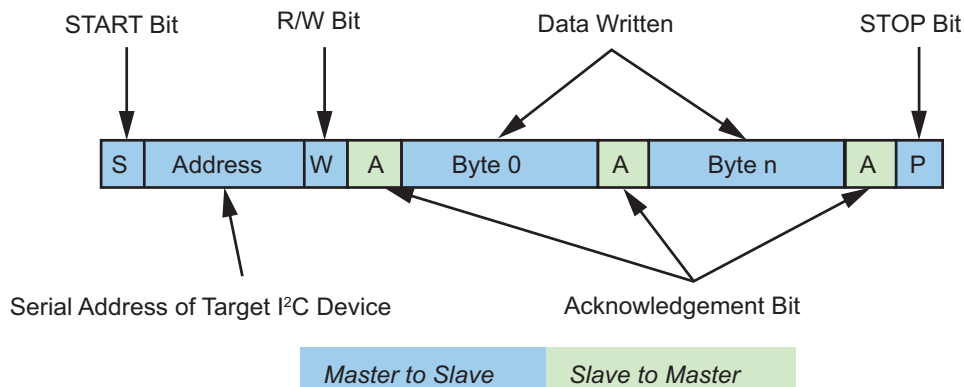 START Bit
R/W Bit
Data Written
STOP Bit
S Address W A Byte 0 A Byte n A P
Serial Address of Target I²C Device
Acknowledgement Bit
Master to Slave
Slave to Master